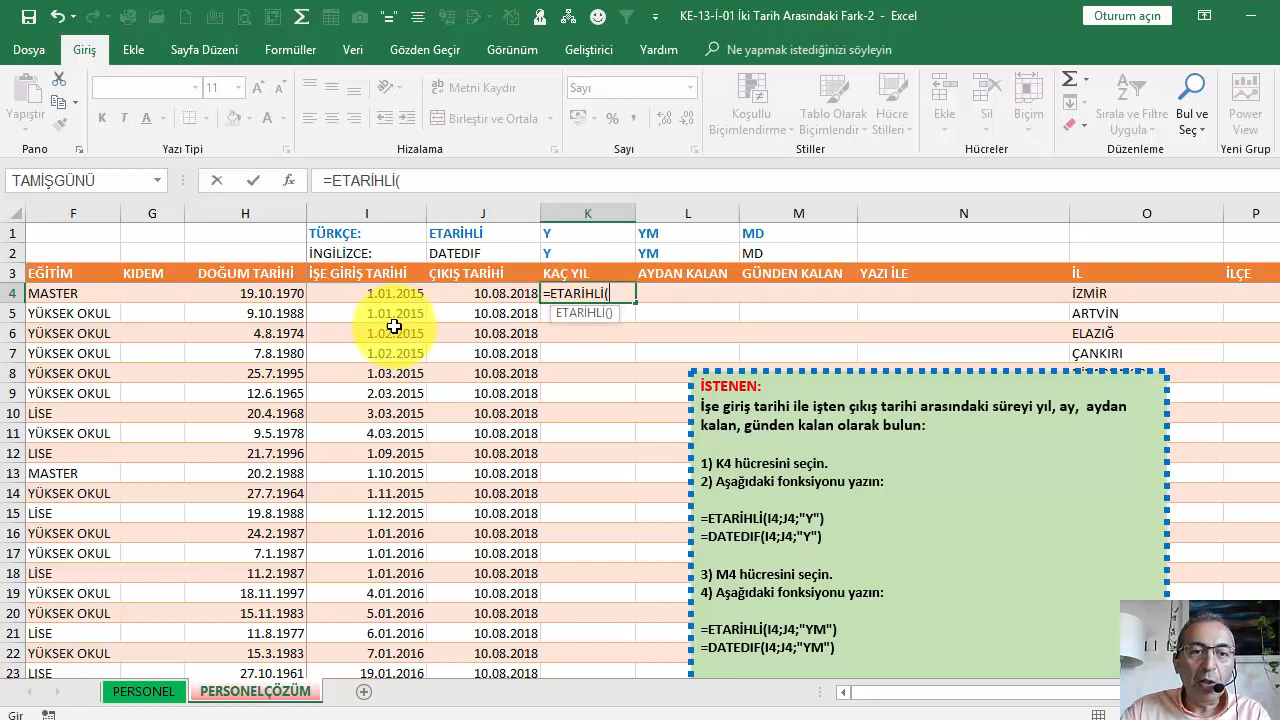 KE-13-İ-01 İki Tarih Arasındaki Fark-2 - Excel
Oturum açın
Dosya Giriş Ekle Sayfa Düzeni Formüller Veri Gözden Geçir Görünüm Geliştirici Yardım Ne yapmak istediğinizi söyleyin
Yapıştır
11
Metni Kaydır
Birleştir ve Ortala
Sayı
Koşullu Biçimlendirme
Tablo Olarak Biçimlendir
Hücre Stilleri
Ekle
Sil
Biçim
Sırala ve Filtre Uygula
Bul ve Seç
Power View
Pano Yazı Tipi Hizalama Sayı Stiller Hücreler Düzenleme Yeni Grup
TAMİŞGÜNÜ =ETARİHLİ(
F G H I J K L M N O P
1 TÜRKÇE: ETARİHLİ Y YM MD
2 İNGİLİZCE: DATEDIF Y YM MD
3 EĞİTİM KIDEM DOĞUM TARİHİ İŞE GİRİŞ TARİHİ ÇIKIŞ TARİHİ KAÇ YIL AYDAN KALAN GÜNDEN KALAN YAZI İLE İL İLÇE
4 MASTER 19.10.1970 1.01.2015 10.08.2018 =ETARİHLİ( İZMİR
5 YÜKSEK OKUL 9.10.1988 1.01.2015 10.08.2018 ETARİHLİ() ARTVİN
6 YÜKSEK OKUL 4.8.1974 1.02.2015 10.08.2018 ELAZIĞ
7 YÜKSEK OKUL 7.8.1980 1.02.2015 10.08.2018 ÇANKIRI
8 YÜKSEK OKUL 25.7.1995 1.03.2015 10.08.2018
9 YÜKSEK OKUL 12.6.1965 2.03.2015 10.08.2018
10 LİSE 20.4.1968 3.03.2015 10.08.2018
11 YÜKSEK OKUL 9.5.1978 4.03.2015 10.08.2018
12 LISE 21.7.1996 1.09.2015 10.08.2018
13 MASTER 20.2.1988 1.10.2015 10.08.2018
14 YÜKSEK OKUL 27.7.1964 1.11.2015 10.08.2018
15 LİSE 19.8.1988 1.12.2015 10.08.2018
16 YÜKSEK OKUL 24.2.1987 1.01.2016 10.08.2018
17 YÜKSEK OKUL 7.1.1987 1.01.2016 10.08.2018
18 LİSE 11.2.1987 1.01.2016 10.08.2018
19 YÜKSEK OKUL 18.11.1997 4.01.2016 10.08.2018
20 YÜKSEK OKUL 15.11.1983 5.01.2016 10.08.2018
21 LİSE 11.8.1977 6.01.2016 10.08.2018
22 YÜKSEK OKUL 15.3.1983 7.01.2016 10.08.2018
23 LISE 27.10.1961 19.01.2016 10.08.2018
İSTENEN:
İşe giriş tarihi ile işten çıkış tarihi arasındaki süreyi yıl, ay, aydan
kalan, günden kalan olarak bulun:
1) K4 hücresini seçin.
2) Aşağıdaki fonksiyonu yazın:
=ETARİHLİ(I4;J4;"Y")
=DATEDIF(I4;J4;"Y")
3) M4 hücresini seçin.
4) Aşağıdaki fonksiyonu yazın:
=ETARİHLİ(I4;J4;"YM")
=DATEDIF(I4;J4;"YM")
PERSONEL PERSONELÇÖZÜM
Gir